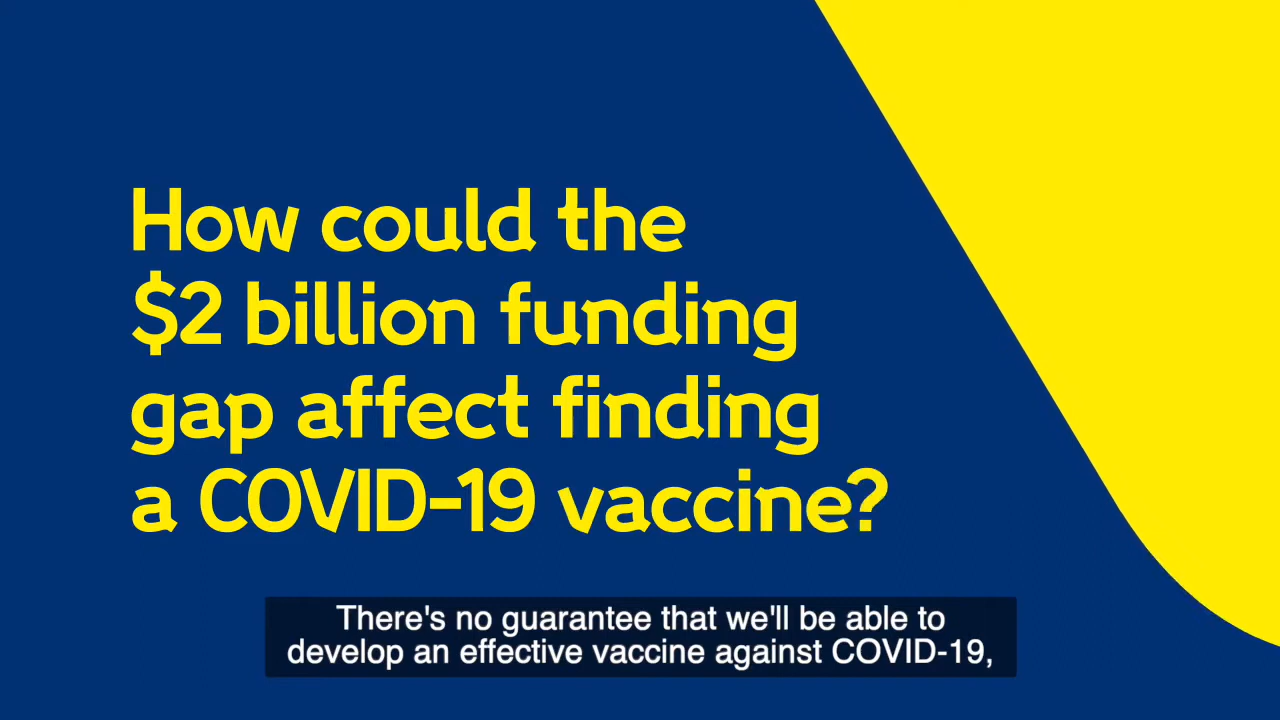 How could the
$2 billion funding
gap affect finding
a COVID-19 vaccine?
There's no guarantee that we'll be able to
develop an effective vaccine against COVID-19,